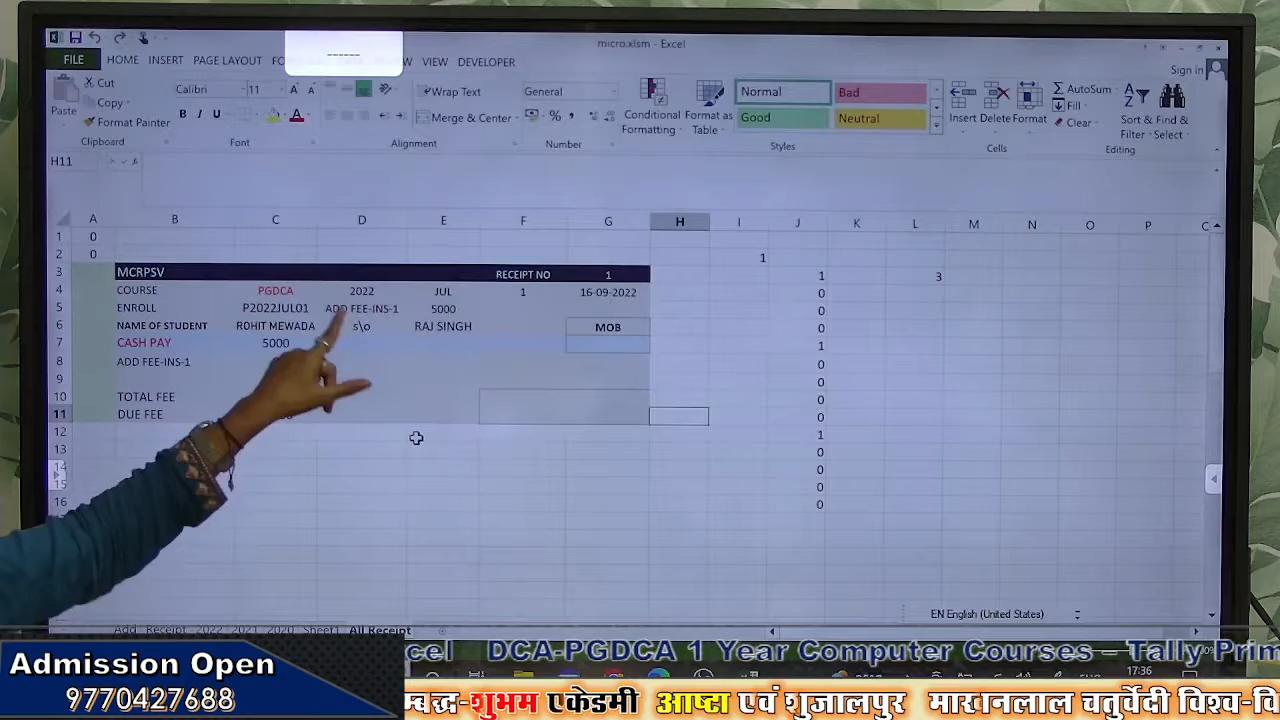 micro.xlsm - Excel
------
FILE HOME INSERT PAGE LAYOUT VIEW DEVELOPER
Sign in
Paste Cut
Copy
Format Painter
Clipboard
Calibri 11
B I U
Font
Wrap Text
Merge & Center
Alignment
General
%
Number
Conditional Formatting
Format as Table
Normal Bad
Good Neutral
Styles
Insert Delete Format
Cells
AutoSum
Fill
Clear
Sort & Filter
Find & Select
Editing
H11
A B C D E F G H I J K L M N O P
1 0
2 0 1
3 MCRPSV RECEIPT NO 1 1 3
4 COURSE PGDCA 2022 JUL 1 16-09-2022 0
5 ENROLL P2022JUL01 ADD FEE-INS-1 5000 0
6 NAME OF STUDENT ROHIT MEWADA s\o RAJ SINGH MOB 0
7 CASH PAY 5000 1
8 ADD FEE-INS-1 0
9 0
10 TOTAL FEE 0
11 DUE FEE 0
12 1
13 0
14 0
15 0
16 0
EN English (United States)
Add Receipt 2022 2021 2020 Sheet1 All Receipt
17:36
Admission Open
9770427688
cel DCA-PGDCA 1 Year Computer Courses – Tally Prim
म्बद्ध-शुभम एकेडमी आष्टा एवं शुजालपुर माखनलाल चतुर्वेदी विश्व-वि